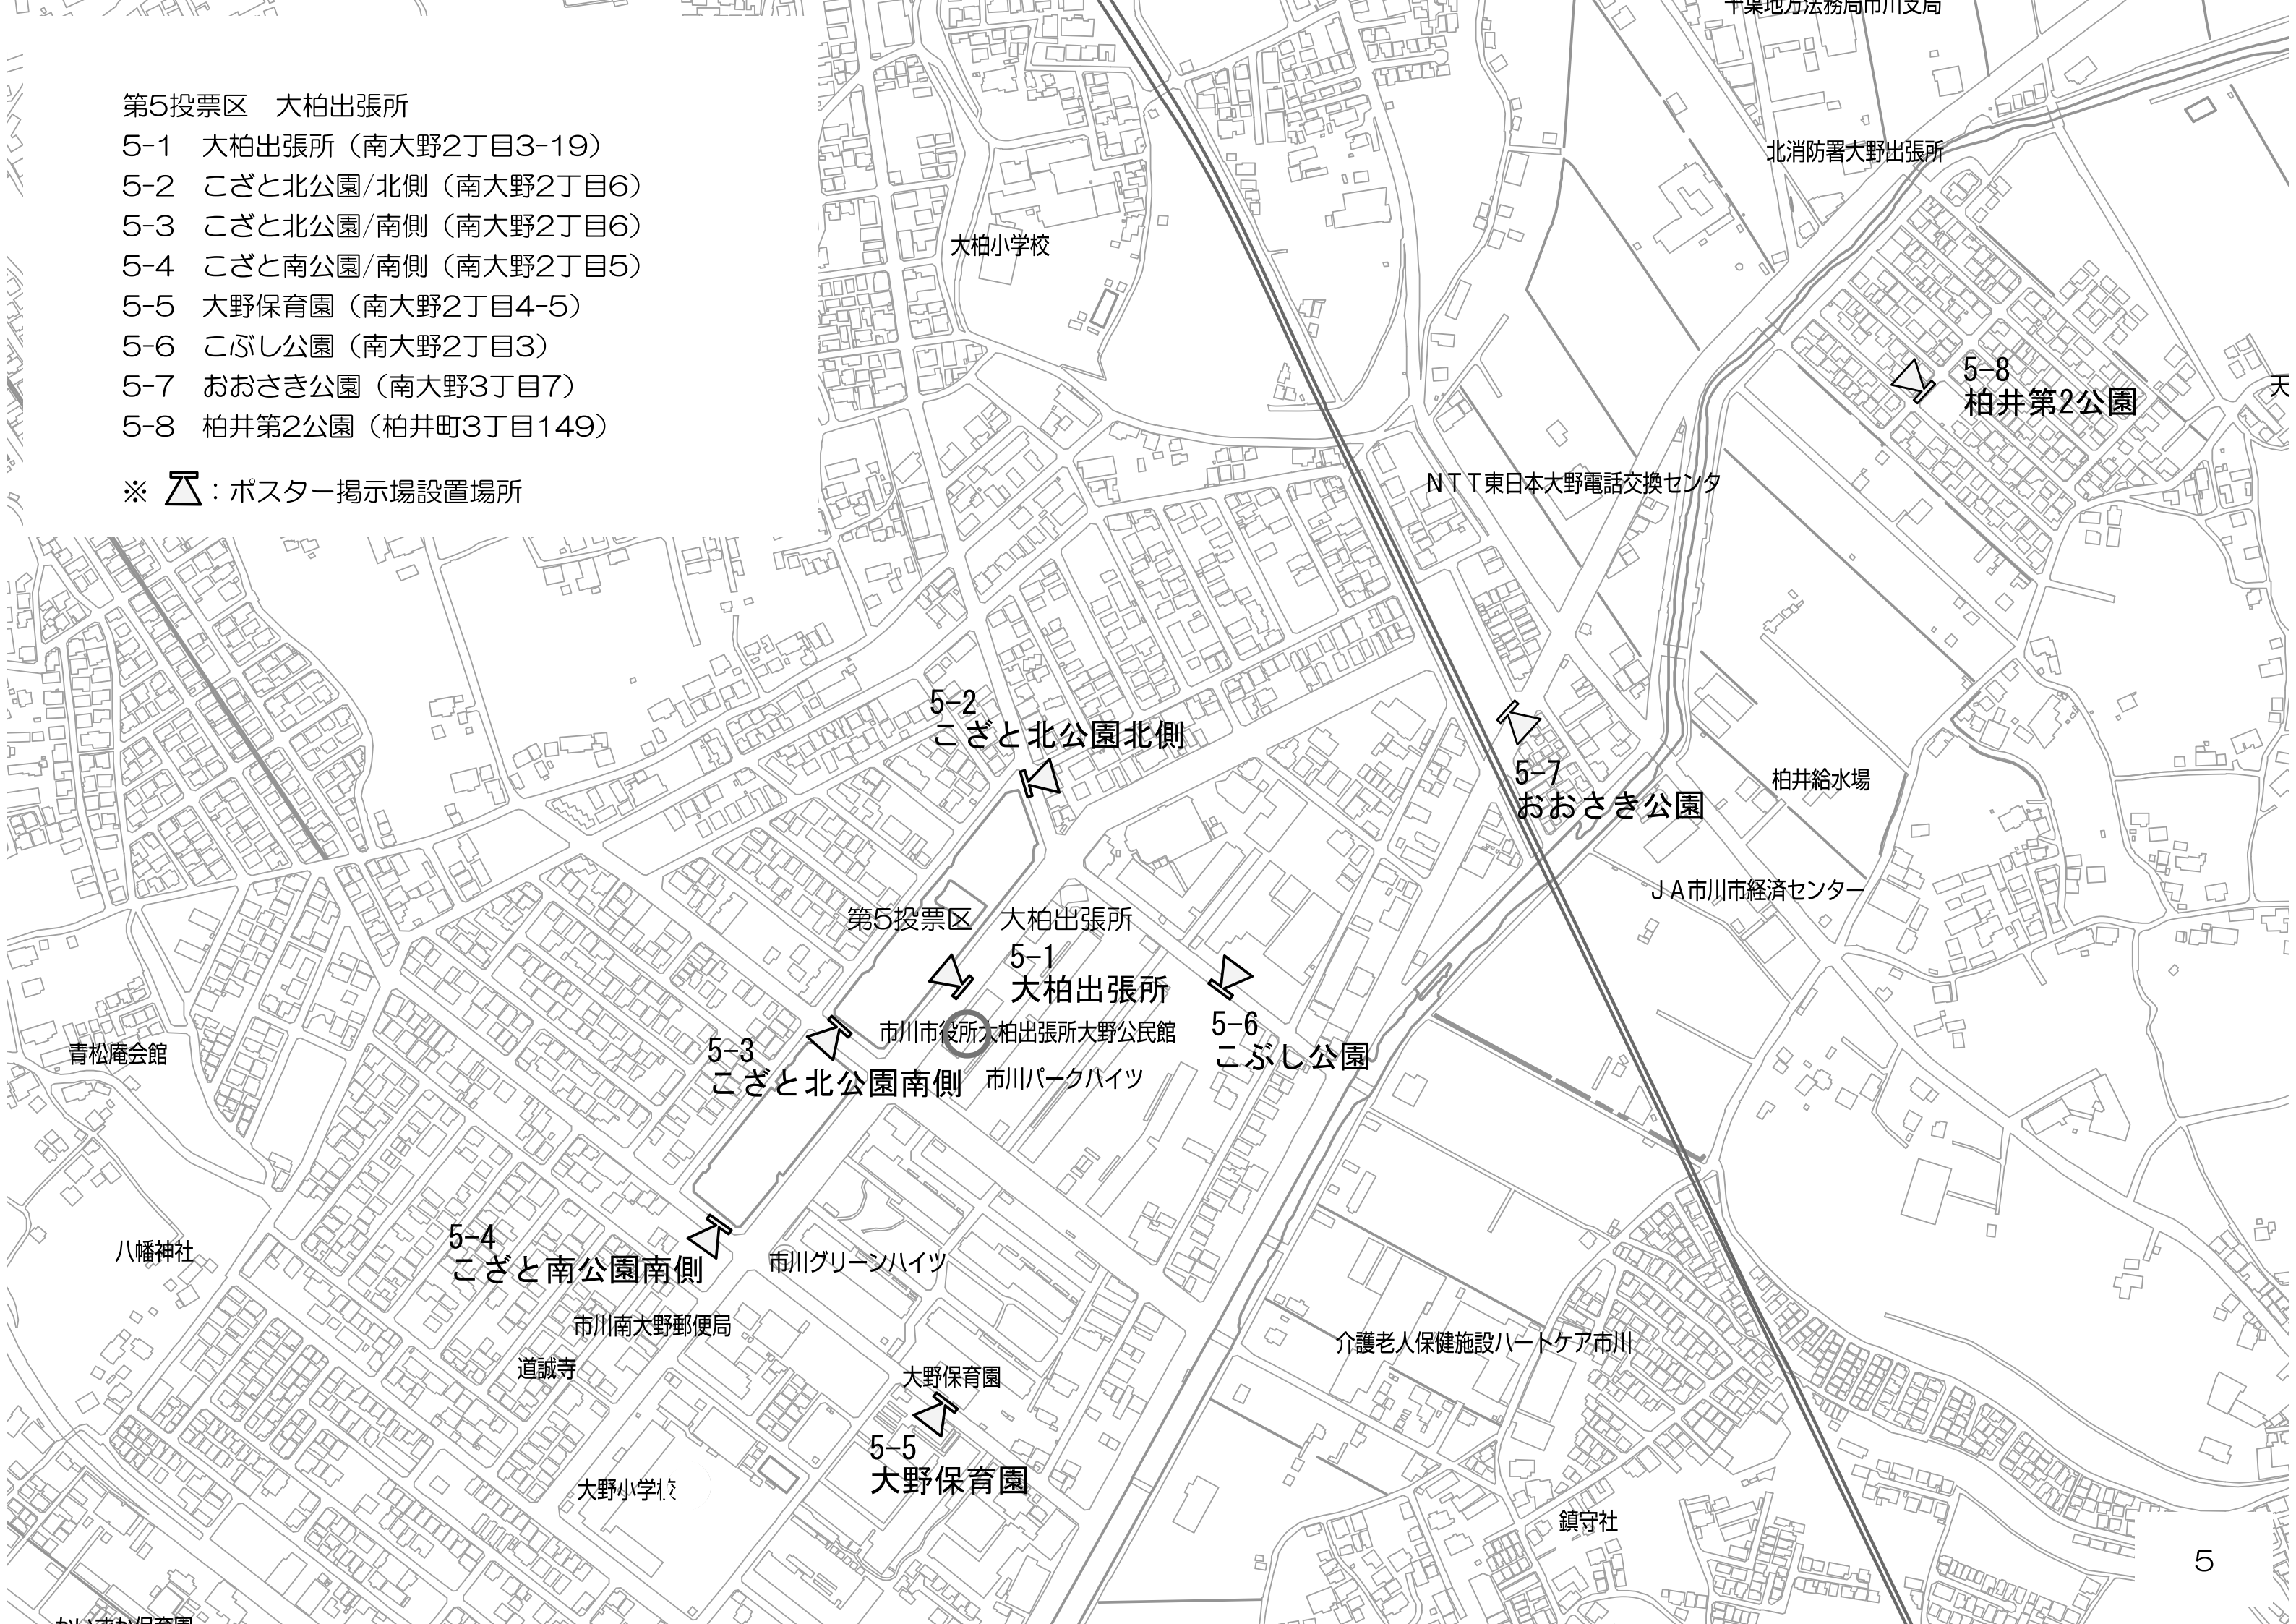 千葉地方法務局市川支局
第5投票区　大柏出張所
5-1　大柏出張所（南大野2丁目3-19）
5-2　こざと北公園/北側（南大野2丁目6）
5-3　こざと北公園/南側（南大野2丁目6）
5-4　こざと南公園/南側（南大野2丁目5）
5-5　大野保育園（南大野2丁目4-5）
5-6　こぶし公園（南大野2丁目3）
5-7　おおさき公園（南大野3丁目7）
5-8　柏井第2公園（柏井町3丁目149）
※　：ポスター掲示場設置場所
北消防署大野出張所
大柏小学校
5-8
柏井第2公園
天
ＮＴＴ東日本大野電話交換センタ
5-2
こざと北公園北側
5-7
おおさき公園
柏井給水場
ＪＡ市川市経済センター
第5投票区　大柏出張所
5-1
大柏出張所
市川市役所大柏出張所大野公民館
5-6
こぶし公園
5-3
こざと北公園南側
市川パークハイツ
青松庵会館
八幡神社
5-4
こざと南公園南側
市川グリーンハイツ
市川南大野郵便局
道誠寺
介護老人保健施設ハートケア市川
大野保育園
5-5
大野保育園
大野小学校
鎮守社
5